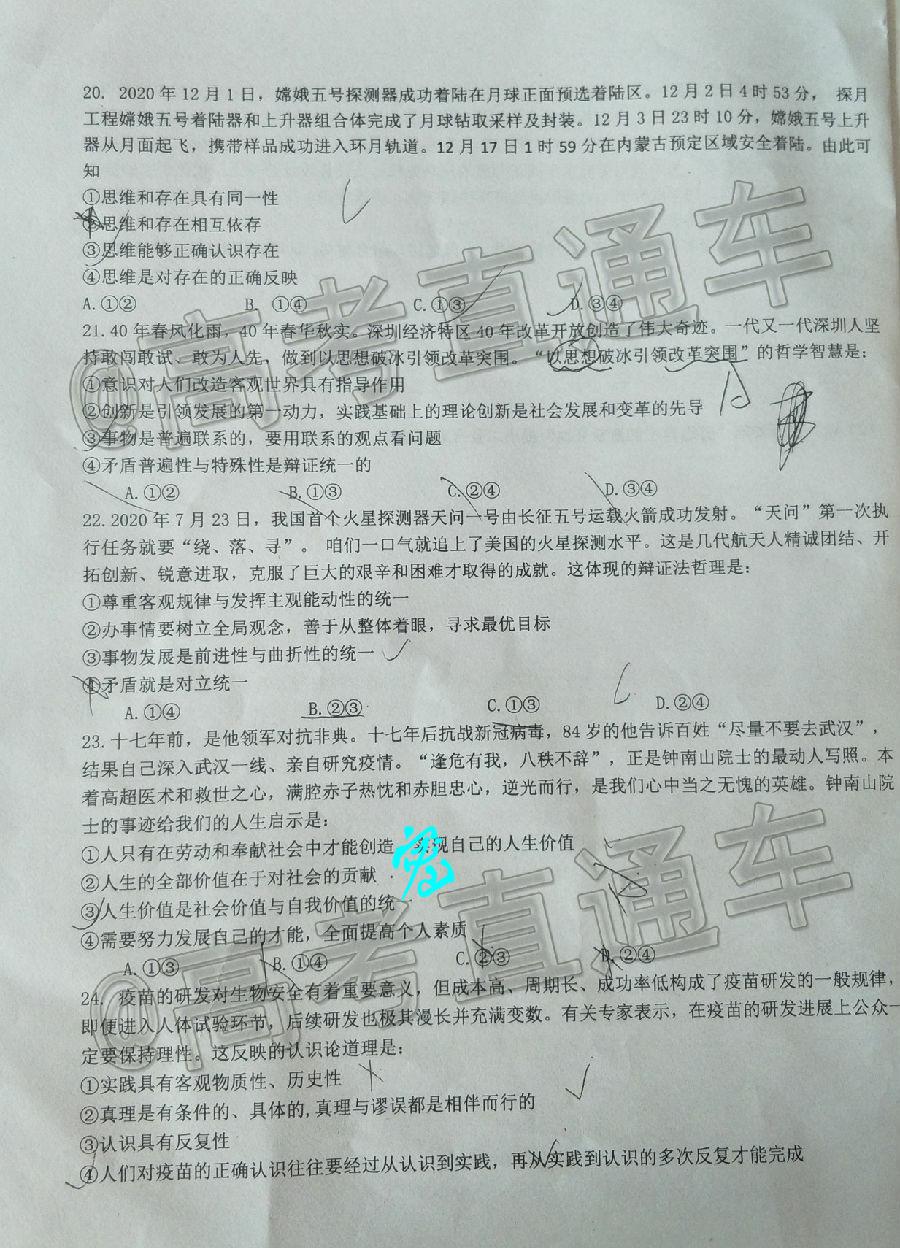 20. 2020 年 12 月 1 日，嫦娥五号探测器成功着陆在月球正面预选着陆区。12 月 2 日 4 时 53 分， 探月
工程嫦娥五号着陆器和上升器组合体完成了月球钻取采样及封装。12 月 3 日 23 时 10 分，嫦娥五号上升
器从月面起飞，携带样品成功进入环月轨道。12 月 17 日 1 时 59 分在内蒙古预定区域安全着陆。由此可
知
①思维和存在具有同一性
②思维和存在相互依存
③思维能够正确认识存在
④思维是对存在的正确反映
A.①② B. ①④ C.①③ D.③④
21.40 年春风化雨，40 年春华秋实。深圳经济特区 40 年改革开放创造了伟大奇迹。一代又一代深圳人坚
持敢闯敢试、敢为人先，做到以思想破冰引领改革突围。“以思想破冰引领改革突围”的哲学智慧是：
①意识对人们改造客观世界具有指导作用
②创新是引领发展的第一动力，实践基础上的理论创新是社会发展和变革的先导
③事物是普遍联系的，要用联系的观点看问题
④矛盾普遍性与特殊性是辩证统一的
A.①② B.①③ C.②④ D.③④
22.2020 年 7 月 23 日，我国首个火星探测器天问一号由长征五号运载火箭成功发射。“天问”第一次执
行任务就要“绕、落、寻”。 咱们一口气就追上了美国的火星探测水平。这是几代航天人精诚团结、开
拓创新、锐意进取，克服了巨大的艰辛和困难才取得的成就。这体现的辩证法哲理是：
①尊重客观规律与发挥主观能动性的统一
②办事情要树立全局观念，善于从整体着眼，寻求最优目标
③事物发展是前进性与曲折性的统一
④矛盾就是对立统一
A.①④ B.②③ C.①③ D.②④
23.十七年前，是他领军对抗非典。十七年后抗战新冠病毒，84 岁的他告诉百姓“尽量不要去武汉”，
结果自己深入武汉一线、亲自研究疫情。“逢危有我，八秩不辞”，正是钟南山院士的最动人写照。本
着高超医术和救世之心，满腔赤子热忱和赤胆忠心，逆光而行，是我们心中当之无愧的英雄。钟南山院
士的事迹给我们的人生启示是：
①人只有在劳动和奉献社会中才能创造 实现自己的人生价值
②人生的全部价值在于对社会的贡献
③人生价值是社会价值与自我价值的统一
④需要努力发展自己的才能，全面提高个人素质
A.①③ B.①④ C.②③ D.②④
24. 疫苗的研发对生物安全有着重要意义，但成本高、周期长、成功率低构成了疫苗研发的一般规律，
即便进入人体试验环节，后续研发也极其漫长并充满变数。有关专家表示，在疫苗的研发进展上公众一
定要保持理性。这反映的认识论道理是：
①实践具有客观物质性、历史性
②真理是有条件的、具体的,真理与谬误都是相伴而行的
③认识具有反复性
④人们对疫苗的正确认识往往要经过从认识到实践，再从实践到认识的多次反复才能完成
@高考直通车
@高考直通车